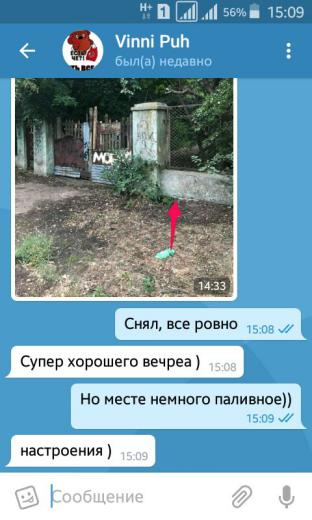 H+ 1 56% 15:09
Vinni Puh
был(а) недавно
14:33
Снял, все ровно 15:08
Супер хорошего вечреа ) 15:08
Но месте немного паливное))
15:09
настроения ) 15:09
Сообщение